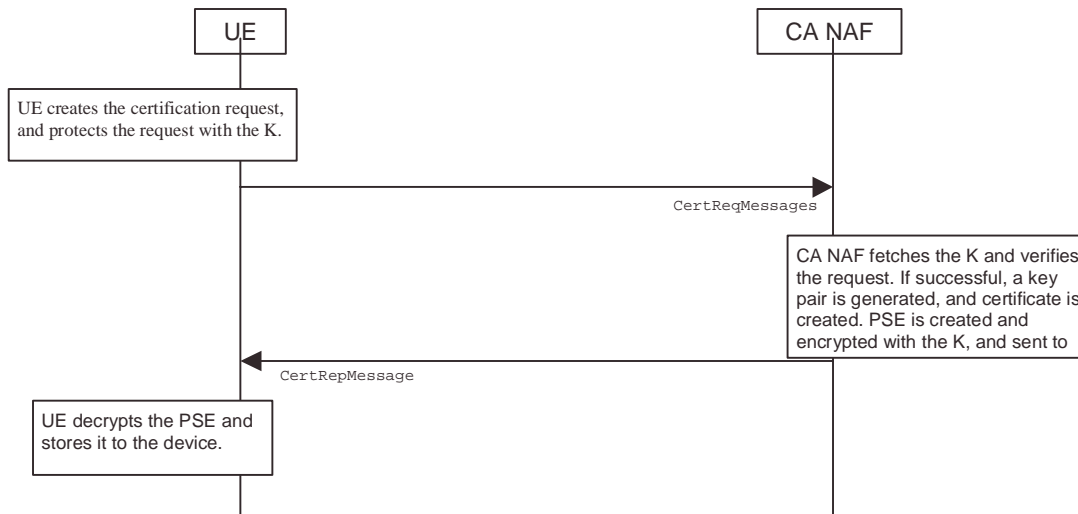 UE
CA NAF
UE creates the certification request,
and protects the request with the K.
CertReqMessages
CA NAF fetches the K and verifies
the request. If successful, a key
pair is generated, and certificate is
created. PSE is created and
encrypted with the K, and sent to
CertRepMessage
UE decrypts the PSE and
stores it to the device.